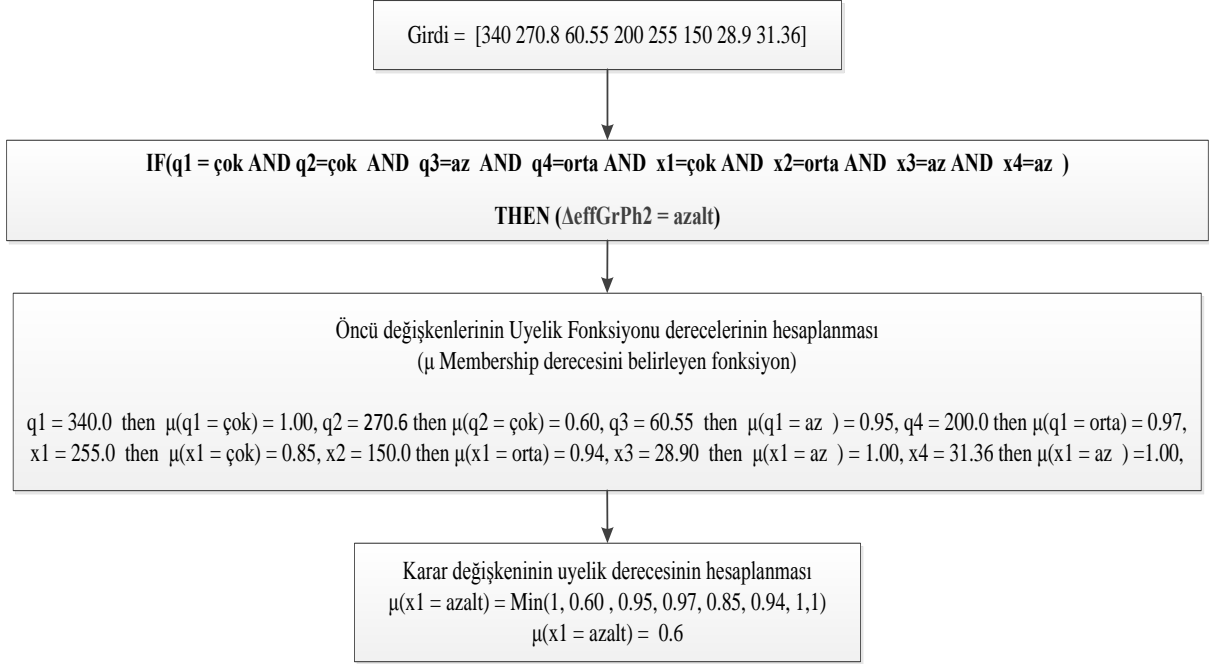 Girdi = [340 270.8 60.55 200 255 150 28.9 31.36]
IF(q1 = çok AND q2=çok AND q3=az AND q4=orta AND x1=çok AND x2=orta AND x3=az AND x4=az )
THEN (ΔeffGrPh2 = azalt)
Öncü değişkenlerinin Uyelik Fonksiyonu derecelerinin hesaplanması
(μ Membership derecesini belirleyen fonksiyon)
q1 = 340.0 then μ(q1 = çok) = 1.00, q2 = 270.6 then μ(q2 = çok) = 0.60, q3 = 60.55 then μ(q1 = az ) = 0.95, q4 = 200.0 then μ(q1 = orta) = 0.97,
x1 = 255.0 then μ(x1 = çok) = 0.85, x2 = 150.0 then μ(x1 = orta) = 0.94, x3 = 28.90 then μ(x1 = az ) = 1.00, x4 = 31.36 then μ(x1 = az ) =1.00,
Karar değişkeninin uyelik derecesinin hesaplanması
μ(x1 = azalt) = Min(1, 0.60 , 0.95, 0.97, 0.85, 0.94, 1,1)
μ(x1 = azalt) = 0.6